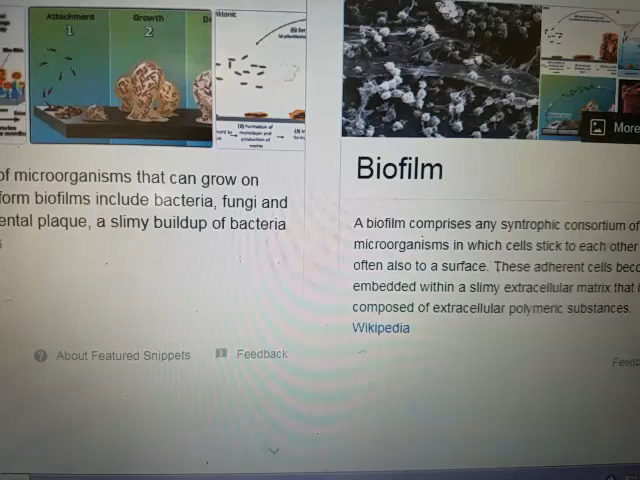 Attachment
Growth
1
2
More
Biofilm
of microorganisms that can grow on
form biofilms include bacteria, fungi and
ental plaque, a slimy buildup of bacteria
A biofilm comprises any syntrophic consortium of
microorganisms in which cells stick to each other
often also to a surface. These adherent cells beco
embedded within a slimy extracellular matrix that i
composed of extracellular polymeric substances.
Wikipedia
About Featured Snippets
Feedback
Feedb